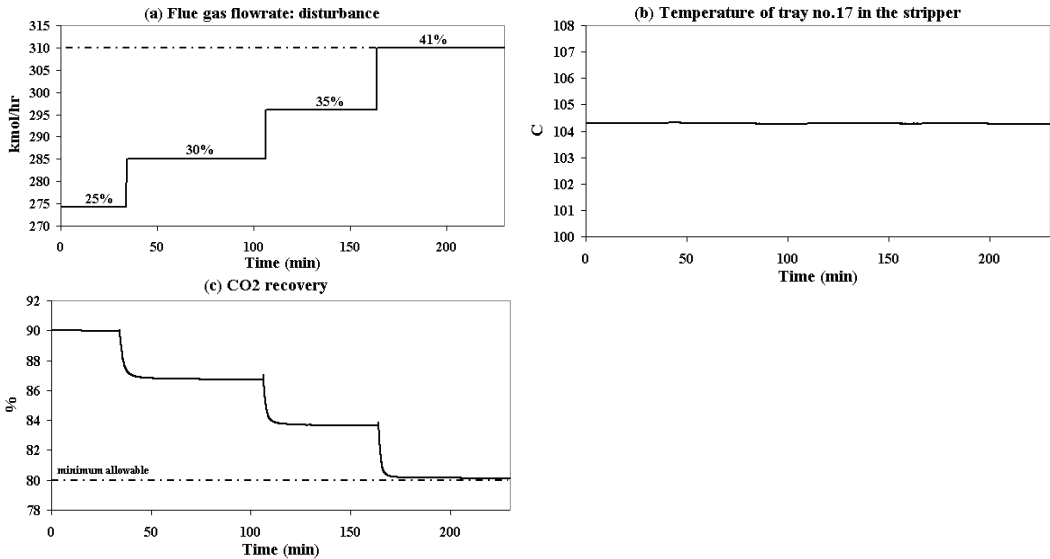 (a) Flue gas flowrate: disturbance
315
310
305
300
295
290
285
280
275
270
kmol/hr
25%
30%
35%
41%
0 50 100 150 200
Time (min)
(b) Temperature of tray no.17 in the stripper
108
107
106
105
104
103
102
101
100
C
0 50 100 150 200
Time (min)
(c) CO2 recovery
92
90
88
86
84
82
80
78
%
minimum allowable
0 50 100 150 200
Time (min)